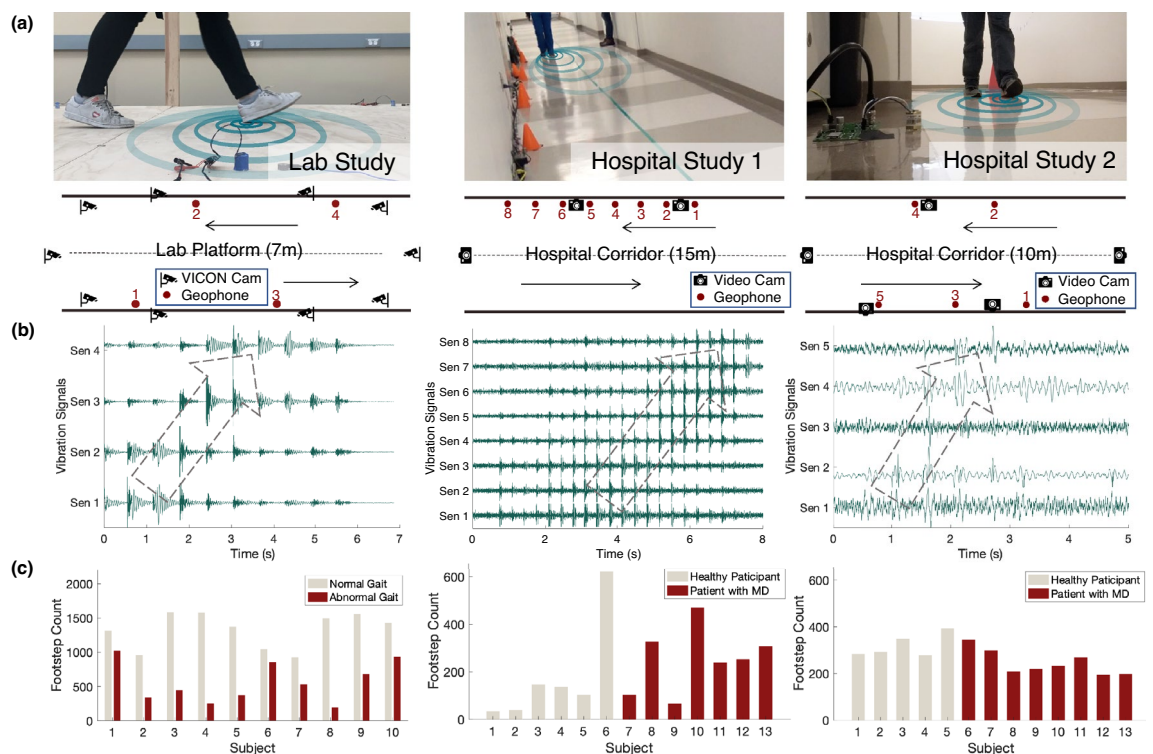 (a)
Lab Study
Hospital Study 1
Hospital Study 2
2 4
8 7 6 5 4 3 2 1
4 2
Lab Platform (7m)
Hospital Corridor (15m)
Hospital Corridor (10m)
VICON Cam
Geophone
1 3
Video Cam
Geophone
Video Cam
Geophone
5 3 1
(b)
Vibration Signals
Sen 4
Sen 3
Sen 2
Sen 1
0 1 2 3 4 5 6 7
Time (s)
Vibration Signals
Sen 8
Sen 7
Sen 6
Sen 5
Sen 4
Sen 3
Sen 2
Sen 1
0 2 4 6 8
Time (s)
Vibration Signals
Sen 5
Sen 4
Sen 3
Sen 2
Sen 1
0 1 2 3 4 5
Time (s)
(c)
Footstep Count
2000
1500
1000
500
0
Normal Gait
Abnormal Gait
1 2 3 4 5 6 7 8 9 10
Subject
Footstep Count
600
400
200
0
Healthy Paticipant
Patient with MD
1 2 3 4 5 6 7 8 9 10 11 12 13
Subject
Footstep Count
600
400
200
0
Healthy Paticipant
Patient with MD
1 2 3 4 5 6 7 8 9 10 11 12 13
Subject